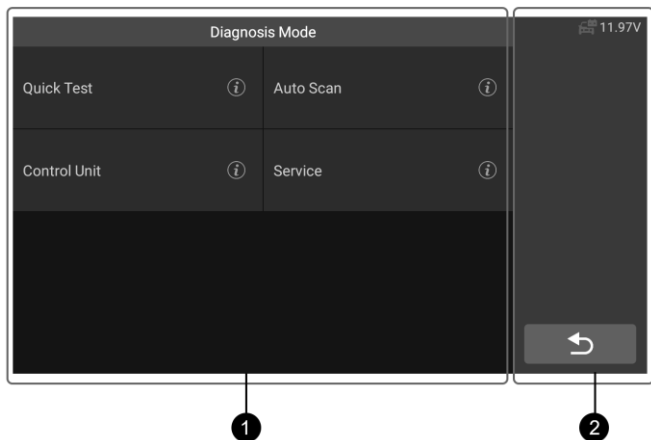 Diagnosis Mode
11.97V
Quick Test
Auto Scan
Control Unit
Service
1
2